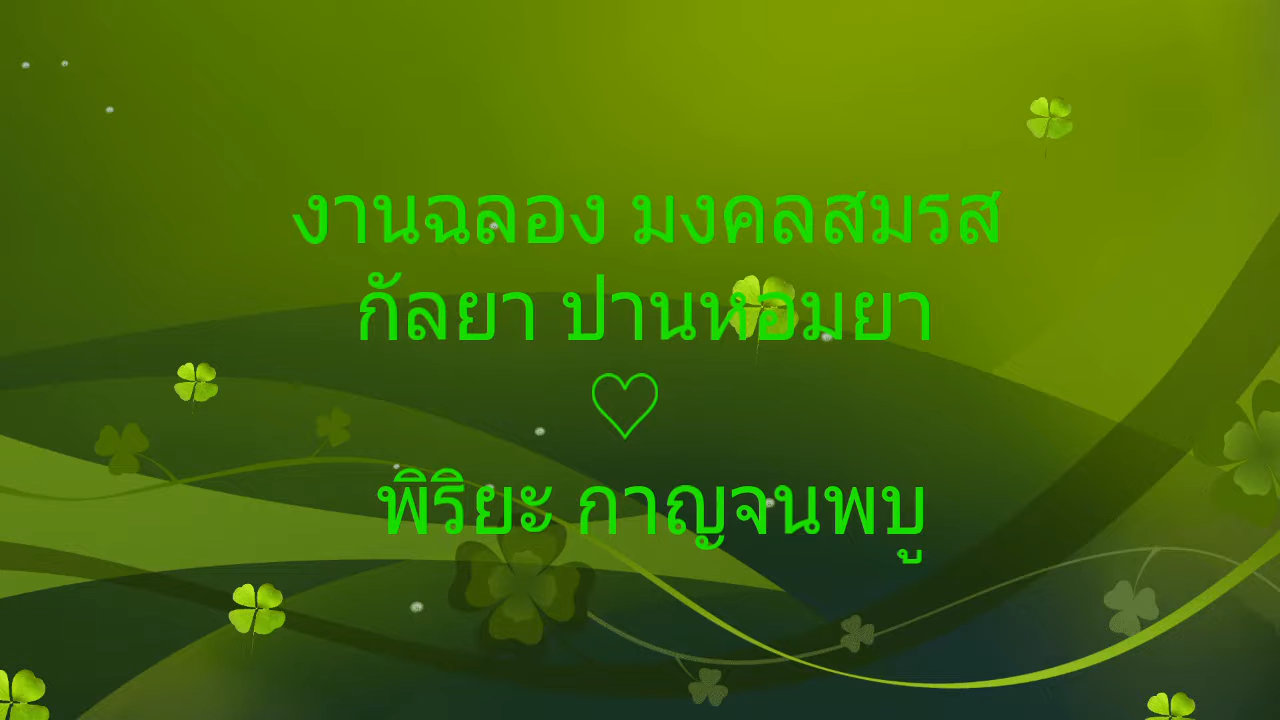 งานฉลอง มงคลสมรส
กัลยา ปานหอมยา
♡
พิริยะ กาญจนพบู